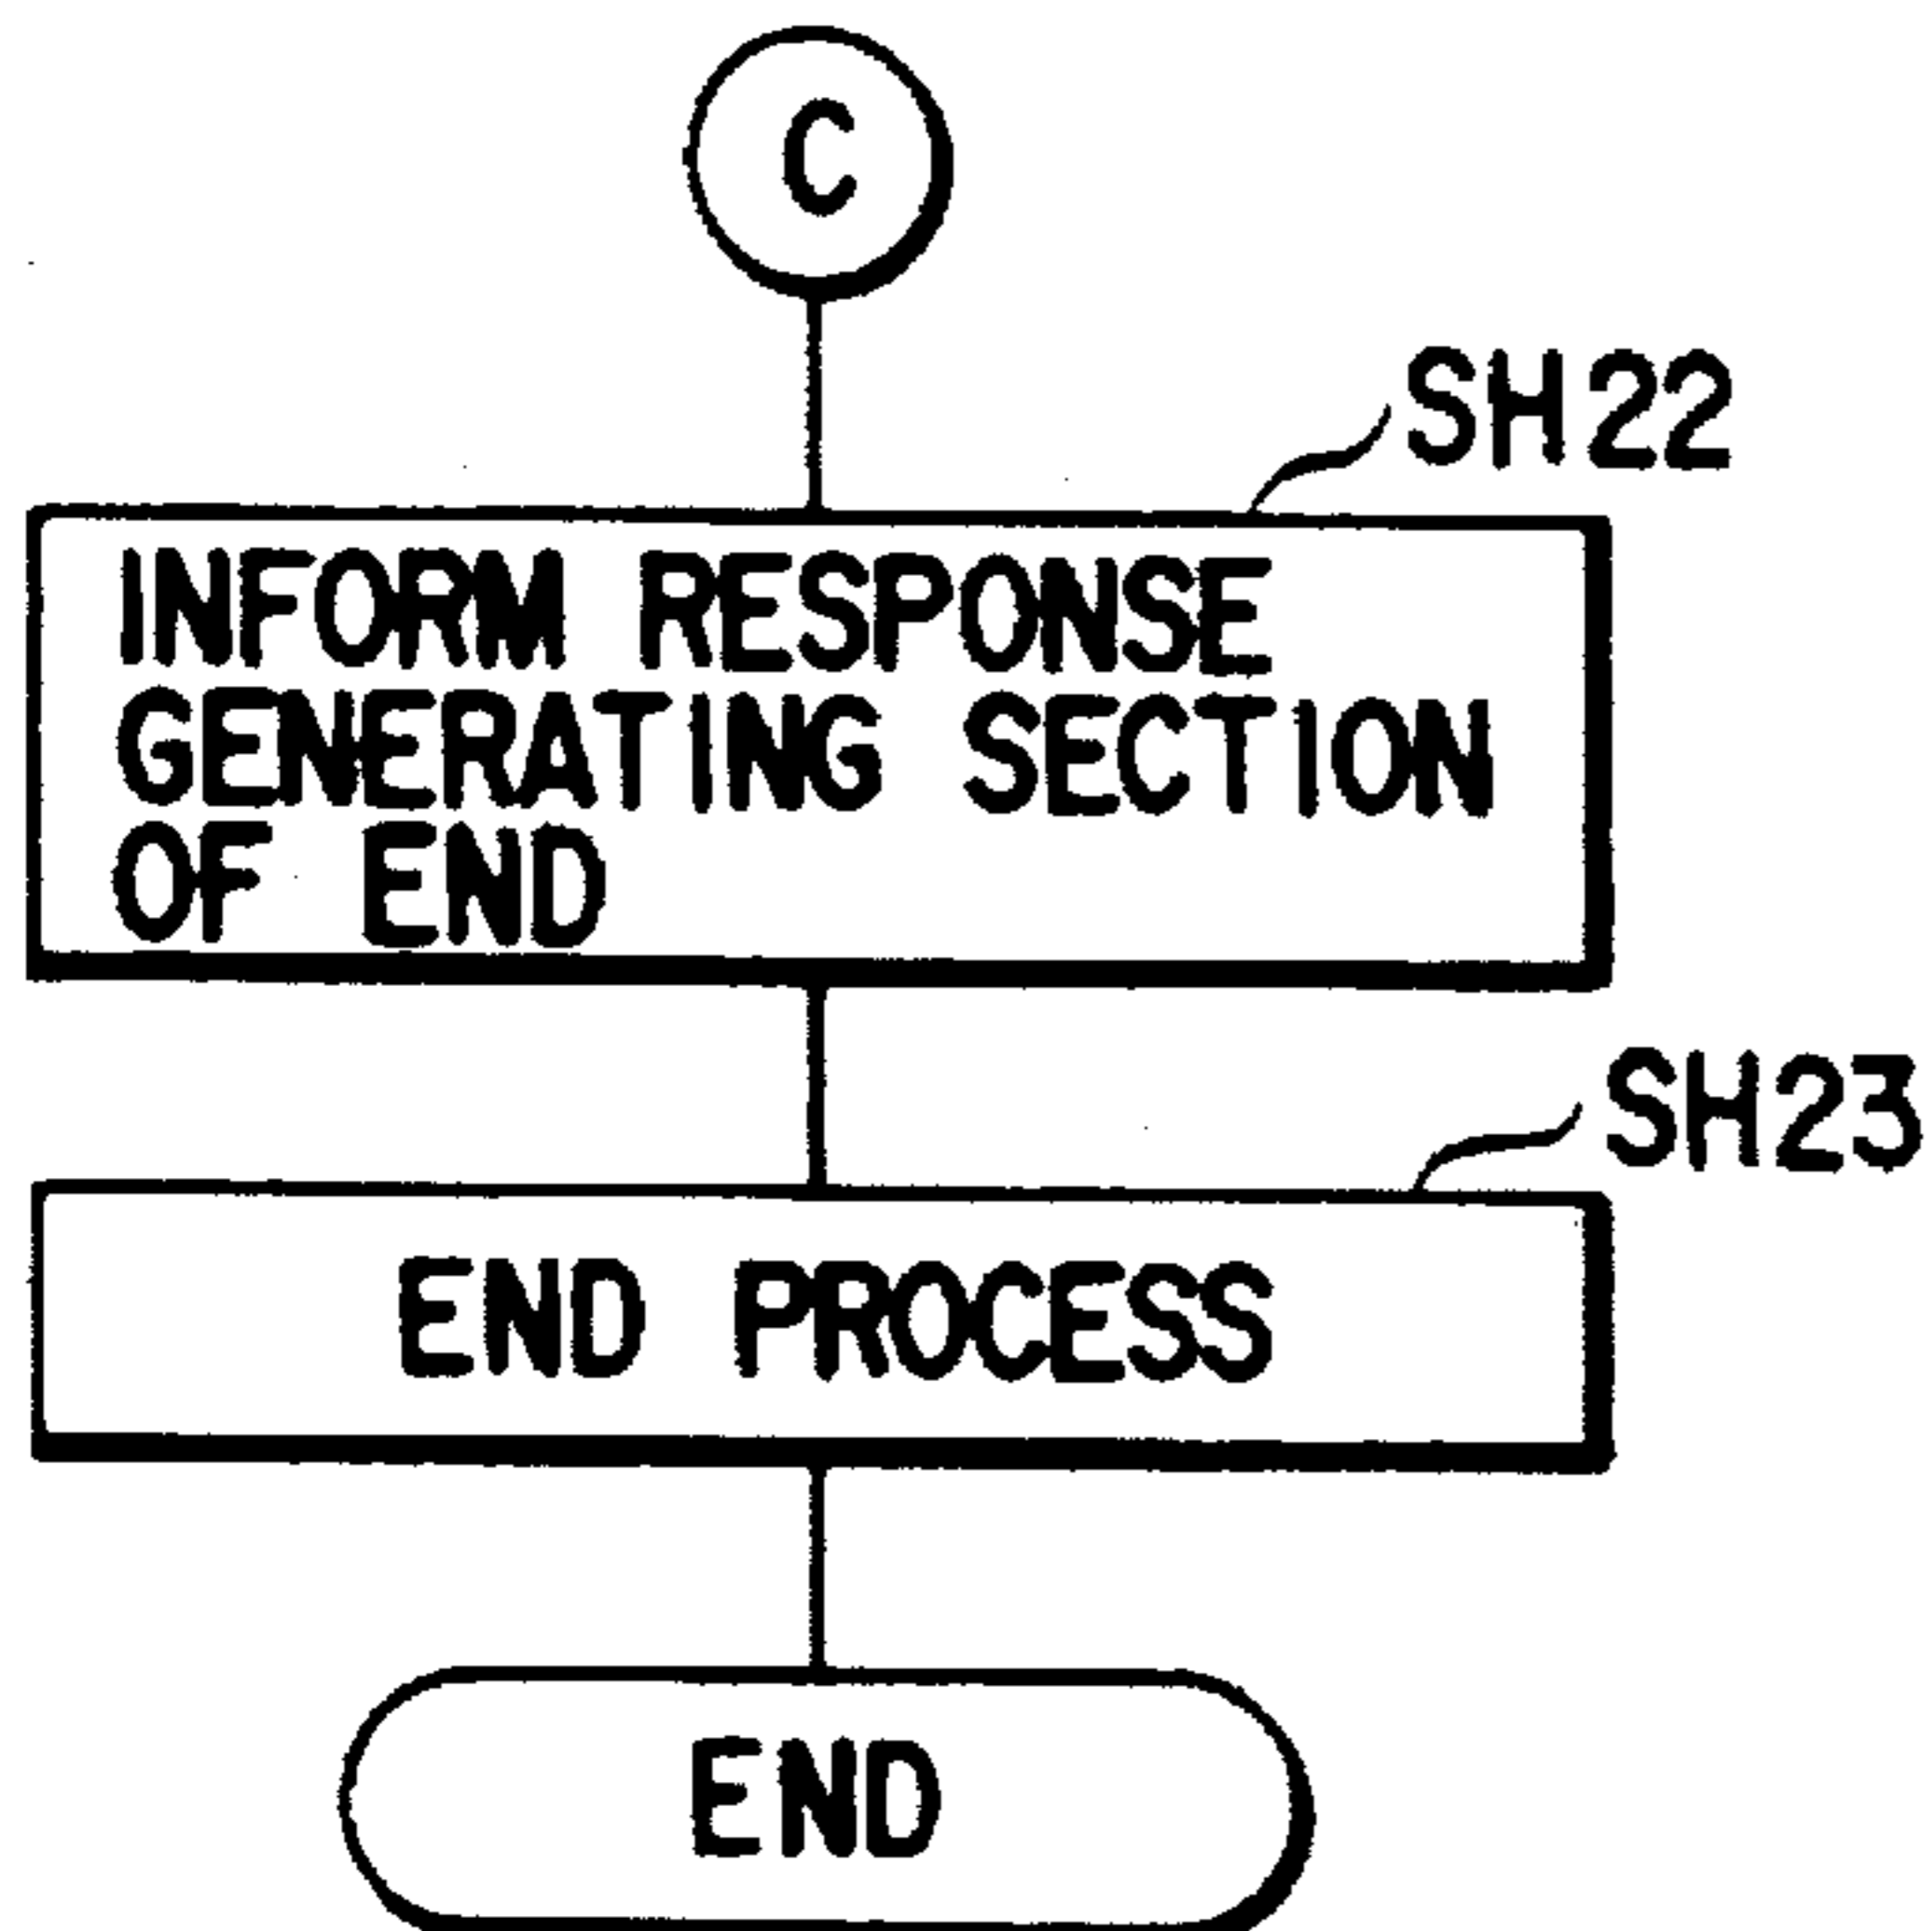 C
SH22
INFORM RESPONSE
GENERATING SECTION
OF END
SH23
END PROCESS
END